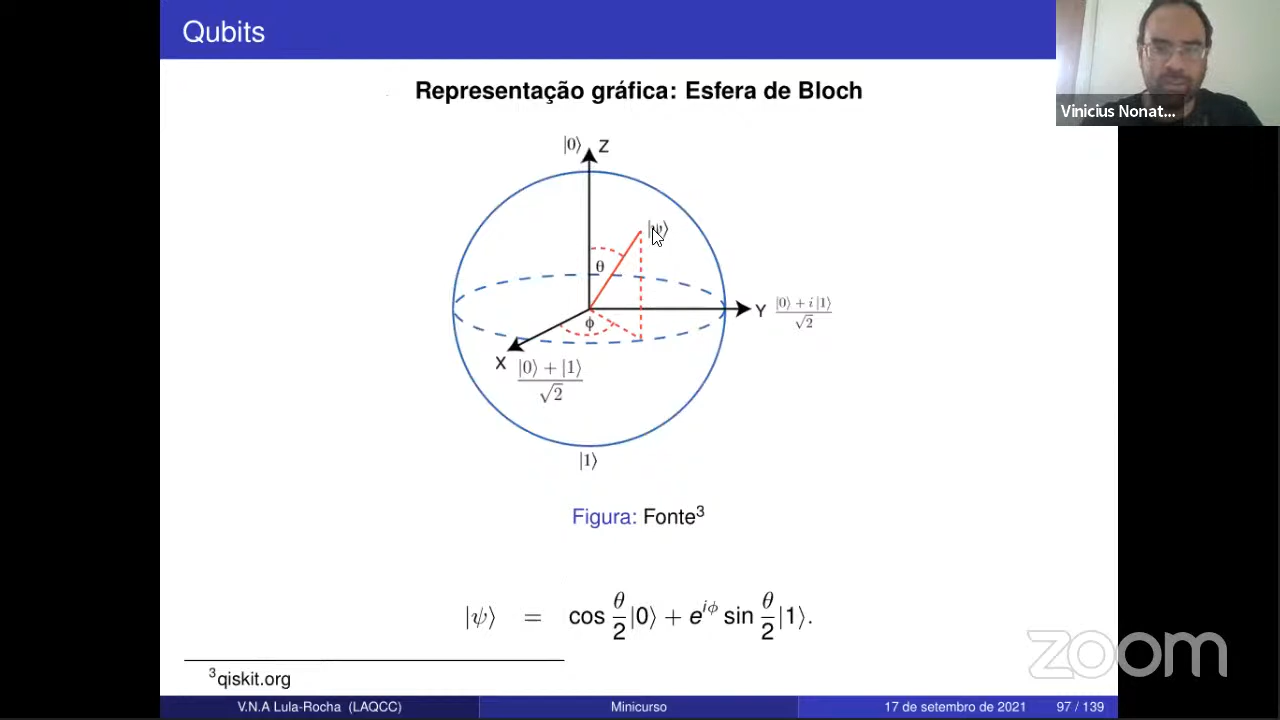 Qubits
Vinicius Nonat...
Representação gráfica: Esfera de Bloch
|0⟩ Z
|ψ⟩
θ
ϕ
Y |0⟩ + i |1⟩ / √2
X |0⟩ + |1⟩ / √2
|1⟩
Figura: Fonte³
|ψ⟩ = cos θ/2 |0⟩ + e^{iϕ} sin θ/2 |1⟩.
³qiskit.org
zoom
V.N.A Lula-Rocha (LAQCC) Minicurso 17 de setembro de 2021 97 / 139